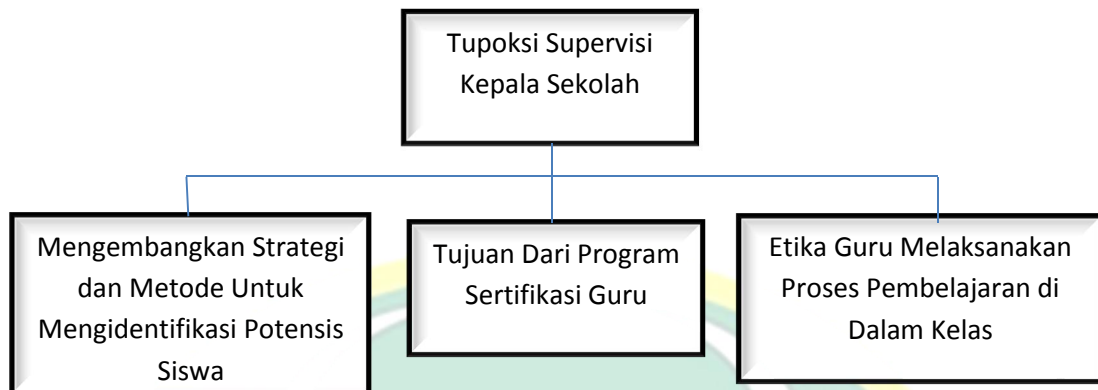 Tupoksi Supervisi
Kepala Sekolah
Mengembangkan Strategi
dan Metode Untuk
Mengidentifikasi Potensis
Siswa
Tujuan Dari Program
Sertifikasi Guru
Etika Guru Melaksanakan
Proses Pembelajaran di
Dalam Kelas